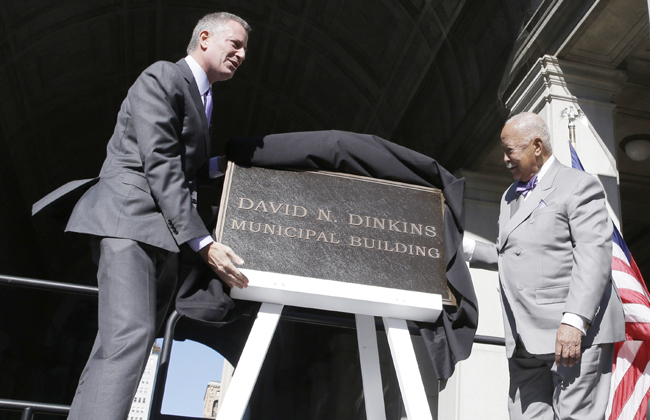 DAVID N. DINKINS
MUNICIPAL BUILDING